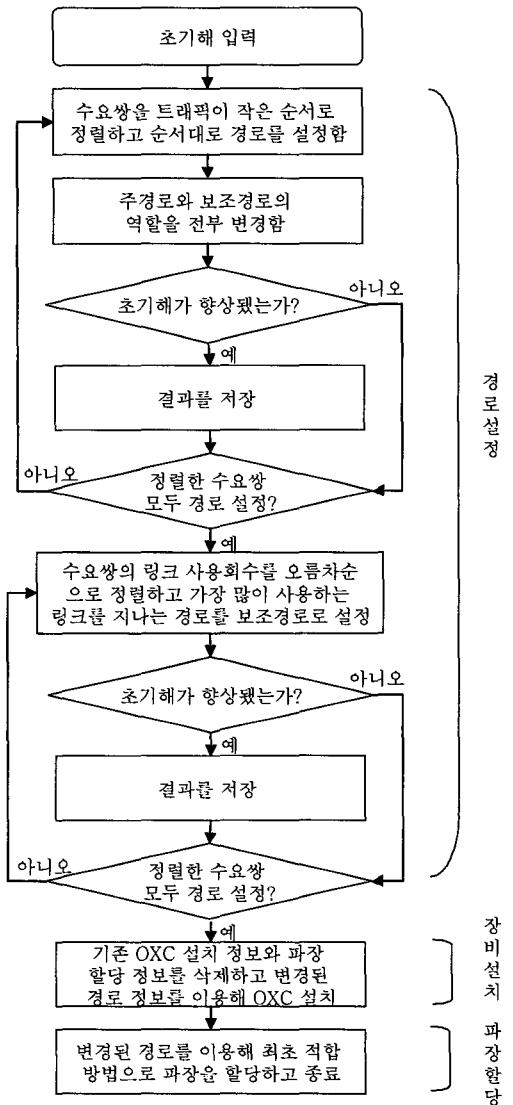 초기해 입력
수요쌍을 트래픽이 작은 순서로
정렬하고 순서대로 경로를 설정함
주경로와 보조경로의
역할을 전부 변경함
초기해가 향상됐는가?
아니오
예
결과를 저장
아니오
정렬한 수요쌍
모두 경로 설정?
예
수요쌍의 링크 사용회수를 오름차순
으로 정렬하고 가장 많이 사용하는
링크를 지나는 경로를 보조경로로 설정
초기해가 향상됐는가?
아니오
예
결과를 저장
아니오
정렬한 수요쌍
모두 경로 설정?
예
경로설정
기존 OXC 설치 정보와 파장
할당 정보를 삭제하고 변경된
경로 정보를 이용해 OXC 설치
장비설치
변경된 경로를 이용해 최초 적합
방법으로 파장을 할당하고 종료
파장할당